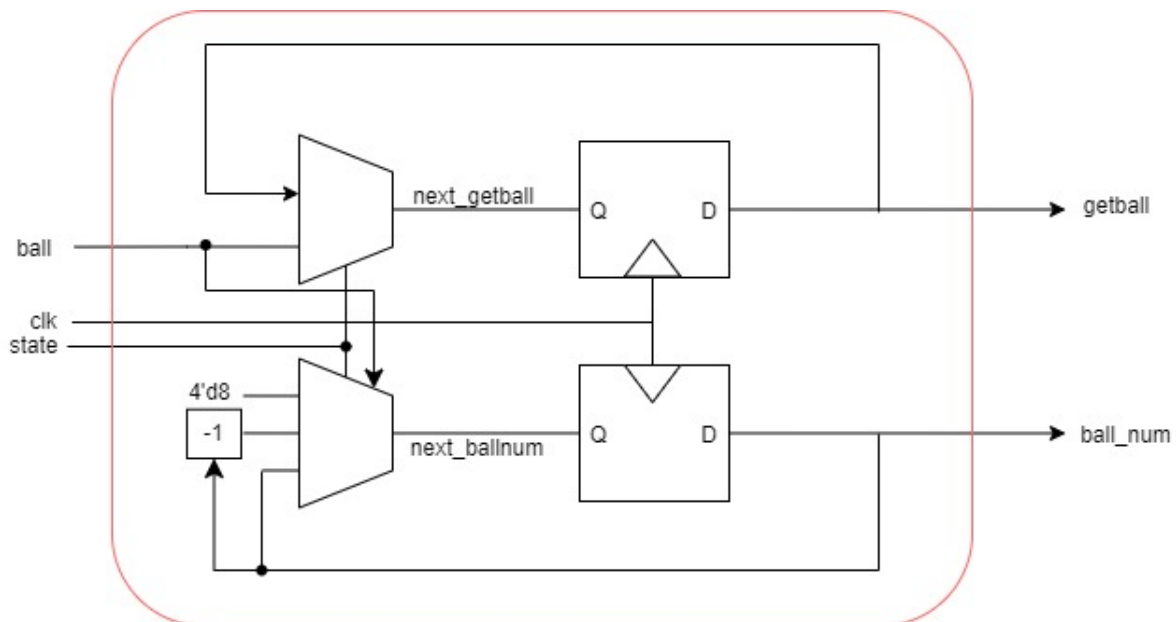 next_getball
Q
D
getball
ball
clk
state
4'd8
-1
next_ballnum
Q
D
ball_num